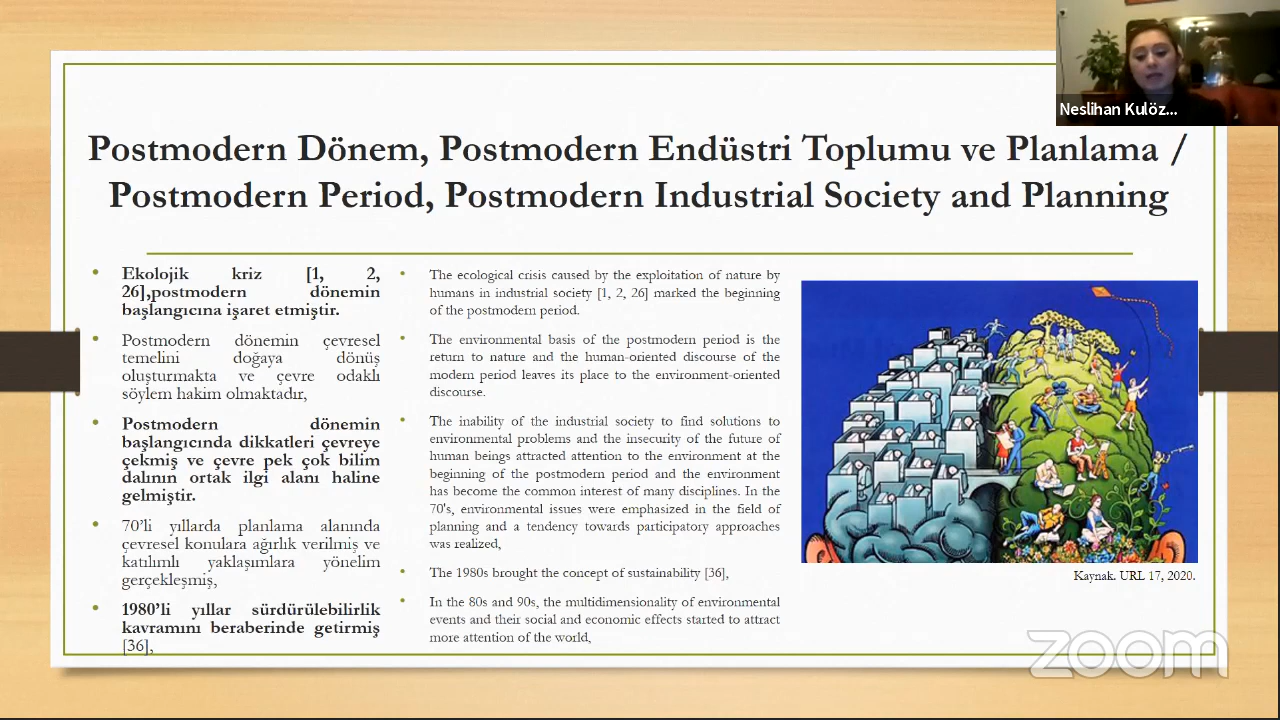 Neslihan Kulöz...
Postmodern Dönem, Postmodern Endüstri Toplumu ve Planlama /
Postmodern Period, Postmodern Industrial Society and Planning
• Ekolojik kriz [1, 2,
26],postmodern dönemin
başlangıcına işaret etmiştir.
• Postmodern dönemin çevresel
temelini doğaya dönüş
oluşturmakta ve çevre odaklı
söylem hakim olmaktadır,
• Postmodern dönemin
başlangıcında dikkatleri çevreye
çekmiş ve çevre pek çok bilim
dalının ortak ilgi alanı haline
gelmiştir.
• 70'li yıllarda planlama alanında
çevresel konulara ağırlık verilmiş ve
katılımlı yaklaşımlara yönelim
gerçekleşmiş,
• 1980'li yıllar sürdürülebilirlik
kavramını beraberinde getirmiş
[36],
• The ecological crisis caused by the exploitation of nature by
humans in industrial society [1, 2, 26] marked the beginning
of the postmodern period.
• The environmental basis of the postmodern period is the
return to nature and the human-oriented discourse of the
modern period leaves its place to the environment-oriented
discourse.
• The inability of the industrial society to find solutions to
environmental problems and the insecurity of the future of
human beings attracted attention to the environment at the
beginning of the postmodern period and the environment
has become the common interest of many disciplines. In the
70's, environmental issues were emphasized in the field of
planning and a tendency towards participatory approaches
was realized,
• The 1980s brought the concept of sustainability [36],
• In the 80s and 90s, the multidimensionality of environmental
events and their social and economic effects started to attract
more attention of the world,
Kaynak. URL 17, 2020.
zoom